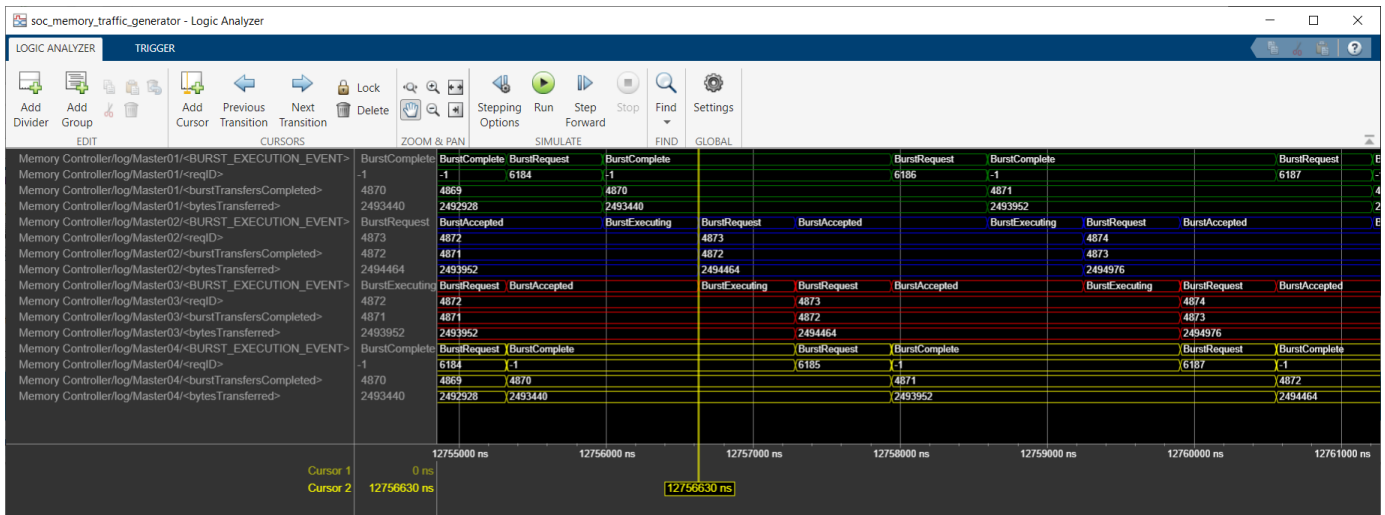 soc_memory_traffic_generator - Logic Analyzer
LOGIC ANALYZER TRIGGER
Add Divider
Add Group
Add Cursor
Previous Transition
Next Transition
Lock
Delete
Stepping Options
Run
Step Forward
Stop
Find
Settings
EDIT CURSORS ZOOM & PAN SIMULATE FIND GLOBAL
Memory Controller/log/Master01/<BURST_EXECUTION_EVENT> BurstComplete BurstComplete BurstRequest BurstComplete BurstRequest BurstComplete BurstRequest
Memory Controller/log/Master01/<reqID> -1 -1 6184 -1 6186 -1 6187 -
Memory Controller/log/Master01/<burstTransfersCompleted> 4870 4869 4870 4871 4
Memory Controller/log/Master01/<bytesTransferred> 2493440 2492928 2493440 2493952 2
Memory Controller/log/Master02/<BURST_EXECUTION_EVENT> BurstRequest BurstAccepted BurstExecuting BurstRequest BurstAccepted BurstExecuting BurstRequest BurstAccepted
Memory Controller/log/Master02/<reqID> 4873 4872 4873 4874
Memory Controller/log/Master02/<burstTransfersCompleted> 4872 4871 4872 4873
Memory Controller/log/Master02/<bytesTransferred> 2494464 2493952 2494464 2494976
Memory Controller/log/Master03/<BURST_EXECUTION_EVENT> BurstExecuting BurstRequest BurstAccepted BurstExecuting BurstRequest BurstAccepted BurstExecuting BurstRequest BurstAccepted
Memory Controller/log/Master03/<reqID> 4872 4872 4873 4874
Memory Controller/log/Master03/<burstTransfersCompleted> 4871 4871 4872 4873
Memory Controller/log/Master03/<bytesTransferred> 2493952 2493952 2494464 2494976
Memory Controller/log/Master04/<BURST_EXECUTION_EVENT> BurstComplete BurstRequest BurstComplete BurstRequest BurstComplete BurstRequest BurstComplete
Memory Controller/log/Master04/<reqID> -1 6184 -1 6185 -1 6187 -1
Memory Controller/log/Master04/<burstTransfersCompleted> 4870 4869 4870 4871 4872
Memory Controller/log/Master04/<bytesTransferred> 2493440 2492928 2493440 2493952 2494464
12755000 ns 12756000 ns 12757000 ns 12758000 ns 12759000 ns 12760000 ns 12761000 ns
Cursor 1 0 ns
Cursor 2 12756630 ns 12756630 ns